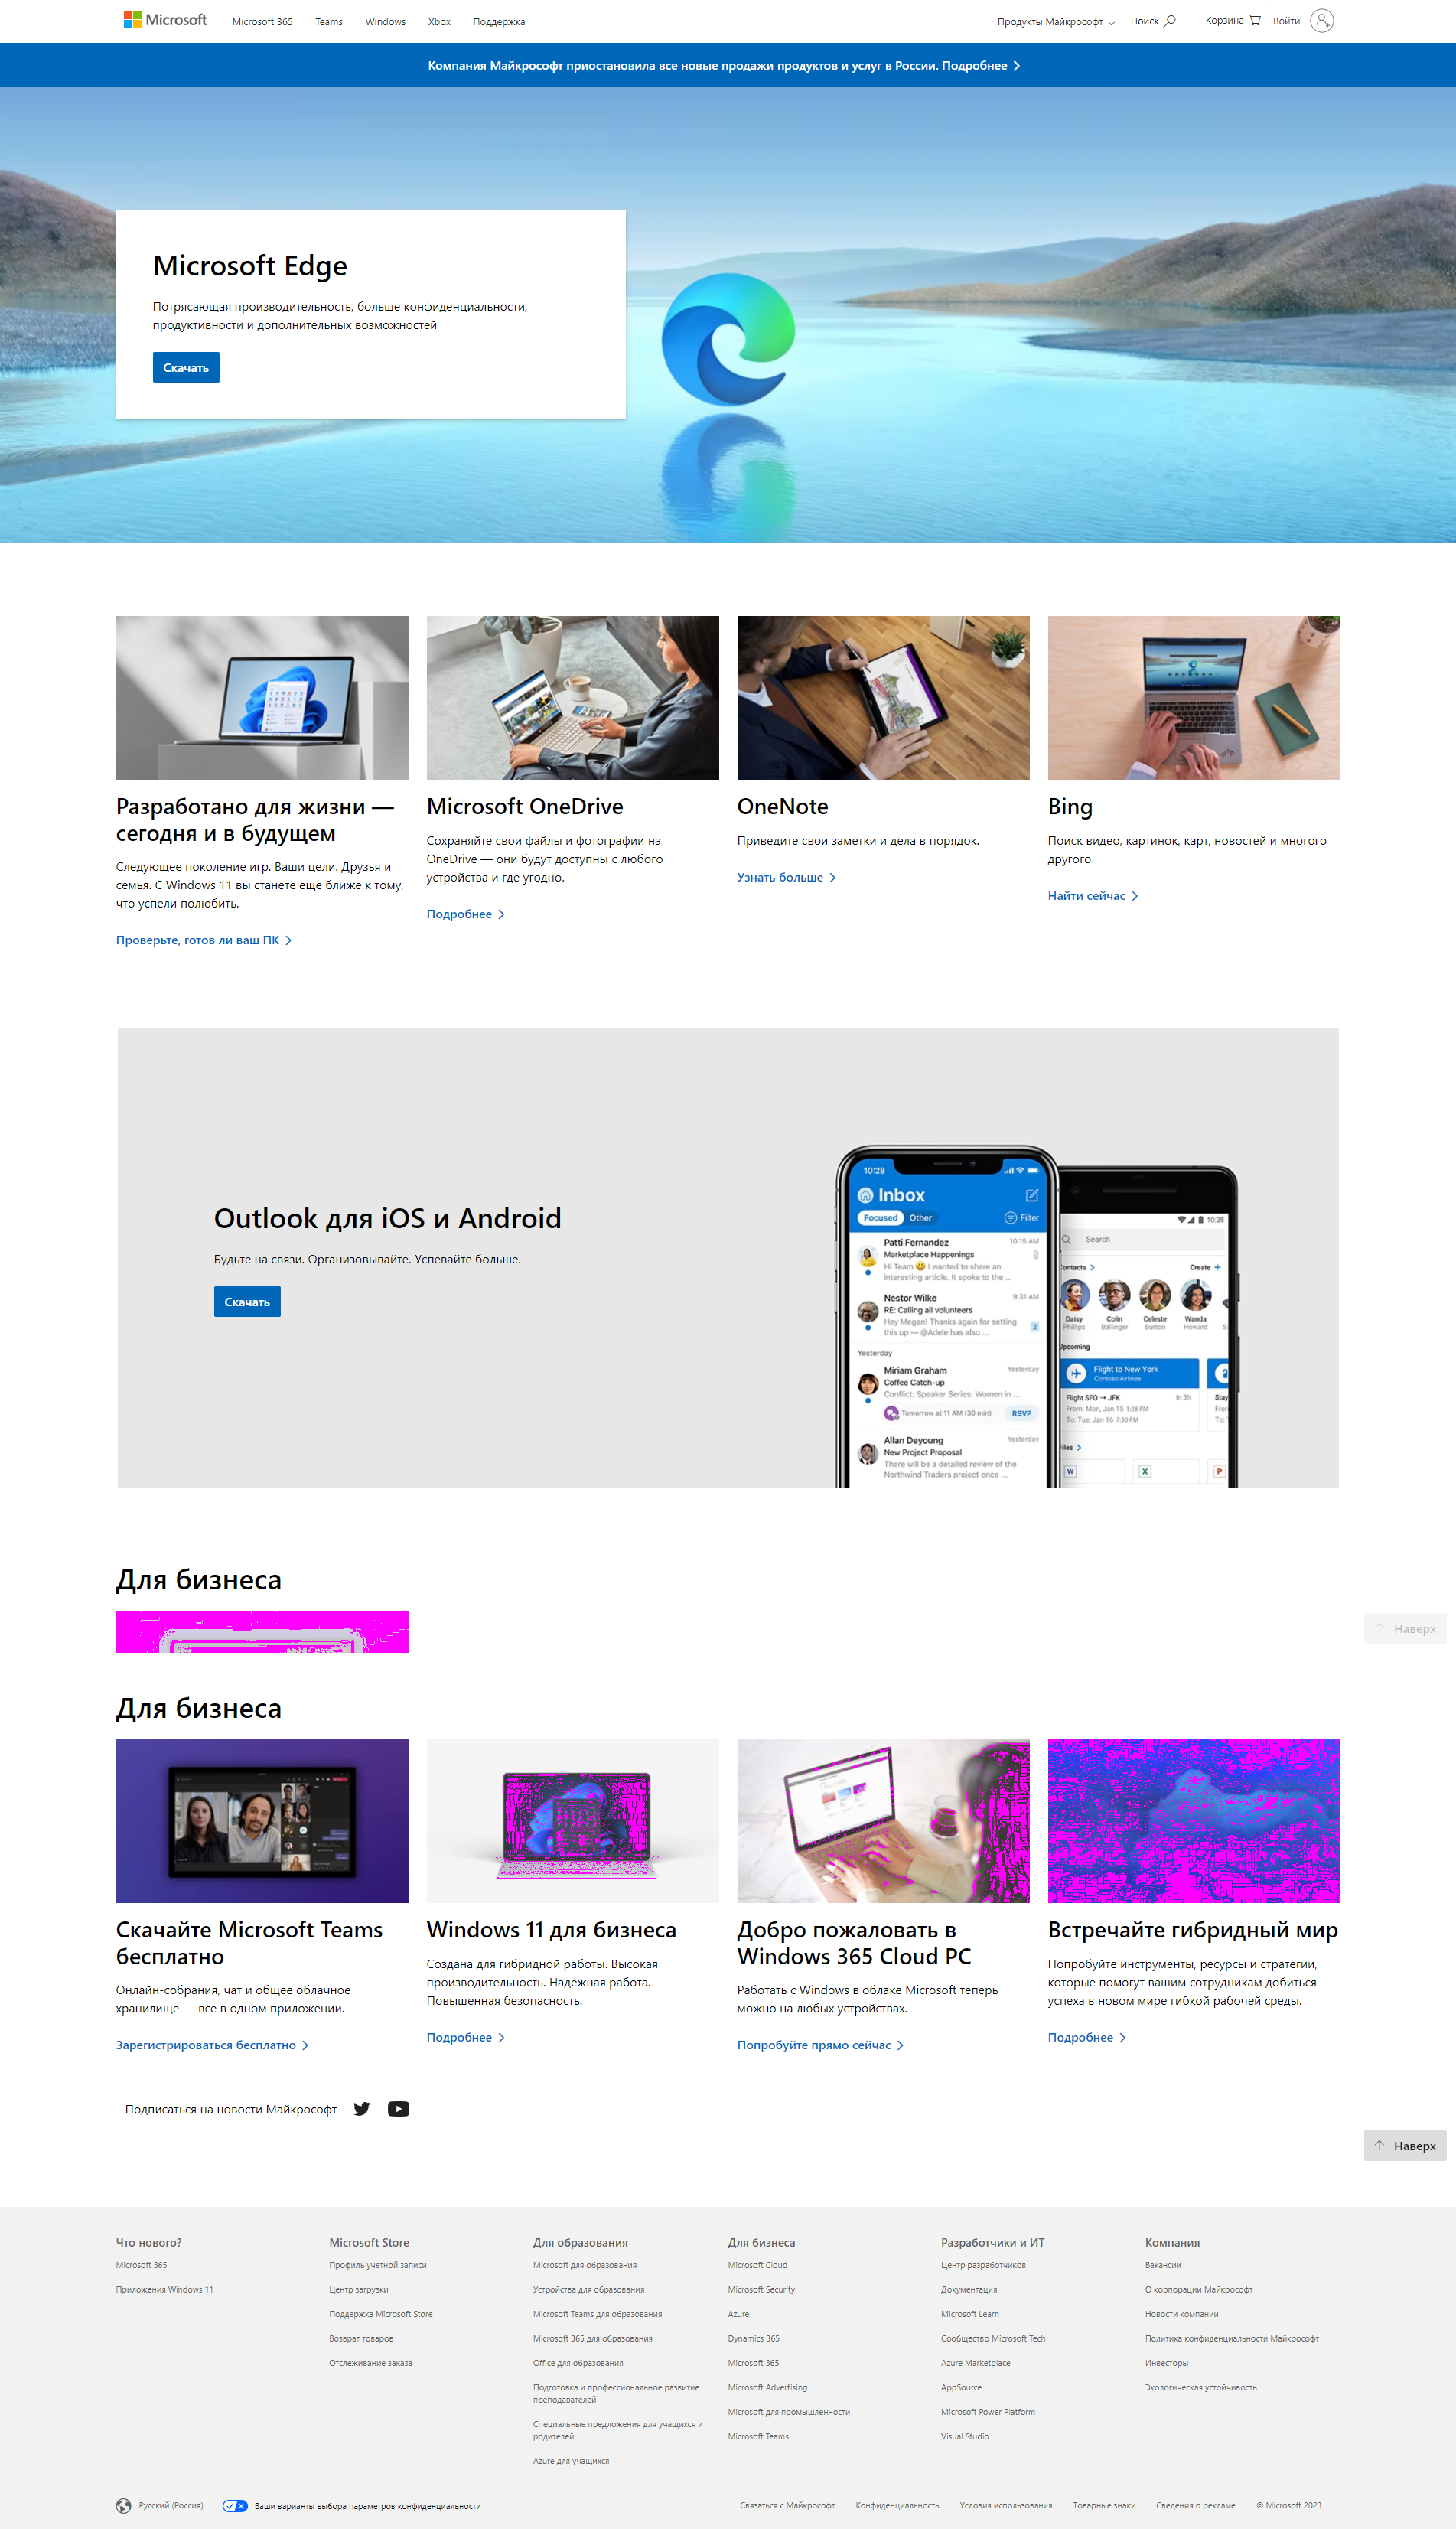 Microsoft
Microsoft 365
Teams
Windows
Xbox
Поддержка
Продукты Майкрософт
Поиск
Корзина
Войти
Компания Майкрософт приостановила все новые продажи продуктов и услуг в России. Подробнее
Microsoft Edge
Потрясающая производительность, больше конфиденциальности,
продуктивности и дополнительных возможностей
Скачать
Разработано для жизни —
сегодня и в будущем
Следующее поколение игр. Ваши цели. Друзья и
семья. С Windows 11 вы станете еще ближе к тому,
что успели полюбить.
Проверьте, готов ли ваш ПК
Microsoft OneDrive
Сохраняйте свои файлы и фотографии на
OneDrive — они будут доступны с любого
устройства и где угодно.
Подробнее
OneNote
Приведите свои заметки и дела в порядок.
Узнать больше
Bing
Поиск видео, картинок, карт, новостей и многого
другого.
Найти сейчас
Outlook для iOS и Android
Будьте на связи. Организовывайте. Успевайте больше.
Скачать
10:28
Inbox
Focused
Other
Filter
Patti Fernandez
10:15 AM
Marketplace Happenings
Hi Team 😃 I wanted to share an
interesting article. It spoke to the ...
Nestor Wilke
9:31 AM
RE: Calling all volunteers
Hey Megan! Thanks again for setting
this up — @Adele has also ...
2
Yesterday
Miriam Graham
Yesterday
Coffee Catch-up
Conflict: Speaker Series: Women in ...
Tomorrow at 11 AM (30 min)
RSVP
Allan Deyoung
Yesterday
New Project Proposal
There will be a detailed review of the
Northwind Traders project once ...
10:28
Search
ontacts
Create +
Daisy
Phillips
Colin
Ballinger
Celeste
Burton
Wanda
Howard
Upcoming
Flight to New York
Contoso Airlines
Flight SFO → JFK
In 3h
From: Mon, Jan 15 1:28 PM
To: Tue, Jan 16 7:30 PM
Stay
From
To:
Files
W
X
P
Для бизнеса
Наверх
Для бизнеса
Скачайте Microsoft Teams
бесплатно
Онлайн-собрания, чат и общее облачное
хранилище — все в одном приложении.
Зарегистрироваться бесплатно
Windows 11 для бизнеса
Создана для гибридной работы. Высокая
производительность. Надежная работа.
Повышенная безопасность.
Подробнее
Добро пожаловать в
Windows 365 Cloud PC
Работать с Windows в облаке Microsoft теперь
можно на любых устройствах.
Попробуйте прямо сейчас
Встречайте гибридный мир
Попробуйте инструменты, ресурсы и стратегии,
которые помогут вашим сотрудникам добиться
успеха в новом мире гибкой рабочей среды.
Подробнее
Подписаться на новости Майкрософт
Наверх
Что нового?
Microsoft 365
Приложения Windows 11
Microsoft Store
Профиль учетной записи
Центр загрузки
Поддержка Microsoft Store
Возврат товаров
Отслеживание заказа
Для образования
Microsoft для образования
Устройства для образования
Microsoft Teams для образования
Microsoft 365 для образования
Office для образования
Подготовка и профессиональное развитие
преподавателей
Специальные предложения для учащихся и
родителей
Azure для учащихся
Для бизнеса
Microsoft Cloud
Microsoft Security
Azure
Dynamics 365
Microsoft 365
Microsoft Advertising
Microsoft для промышленности
Microsoft Teams
Разработчики и ИТ
Центр разработчиков
Документация
Microsoft Learn
Сообщество Microsoft Tech
Azure Marketplace
AppSource
Microsoft Power Platform
Visual Studio
Компания
Вакансии
О корпорации Майкрософт
Новости компании
Политика конфиденциальности Майкрософт
Инвесторы
Экологическая устойчивость
Русский (Россия)
Ваши варианты выбора параметров конфиденциальности
Связаться с Майкрософт
Конфиденциальность
Условия использования
Товарные знаки
Сведения о рекламе
© Microsoft 2023